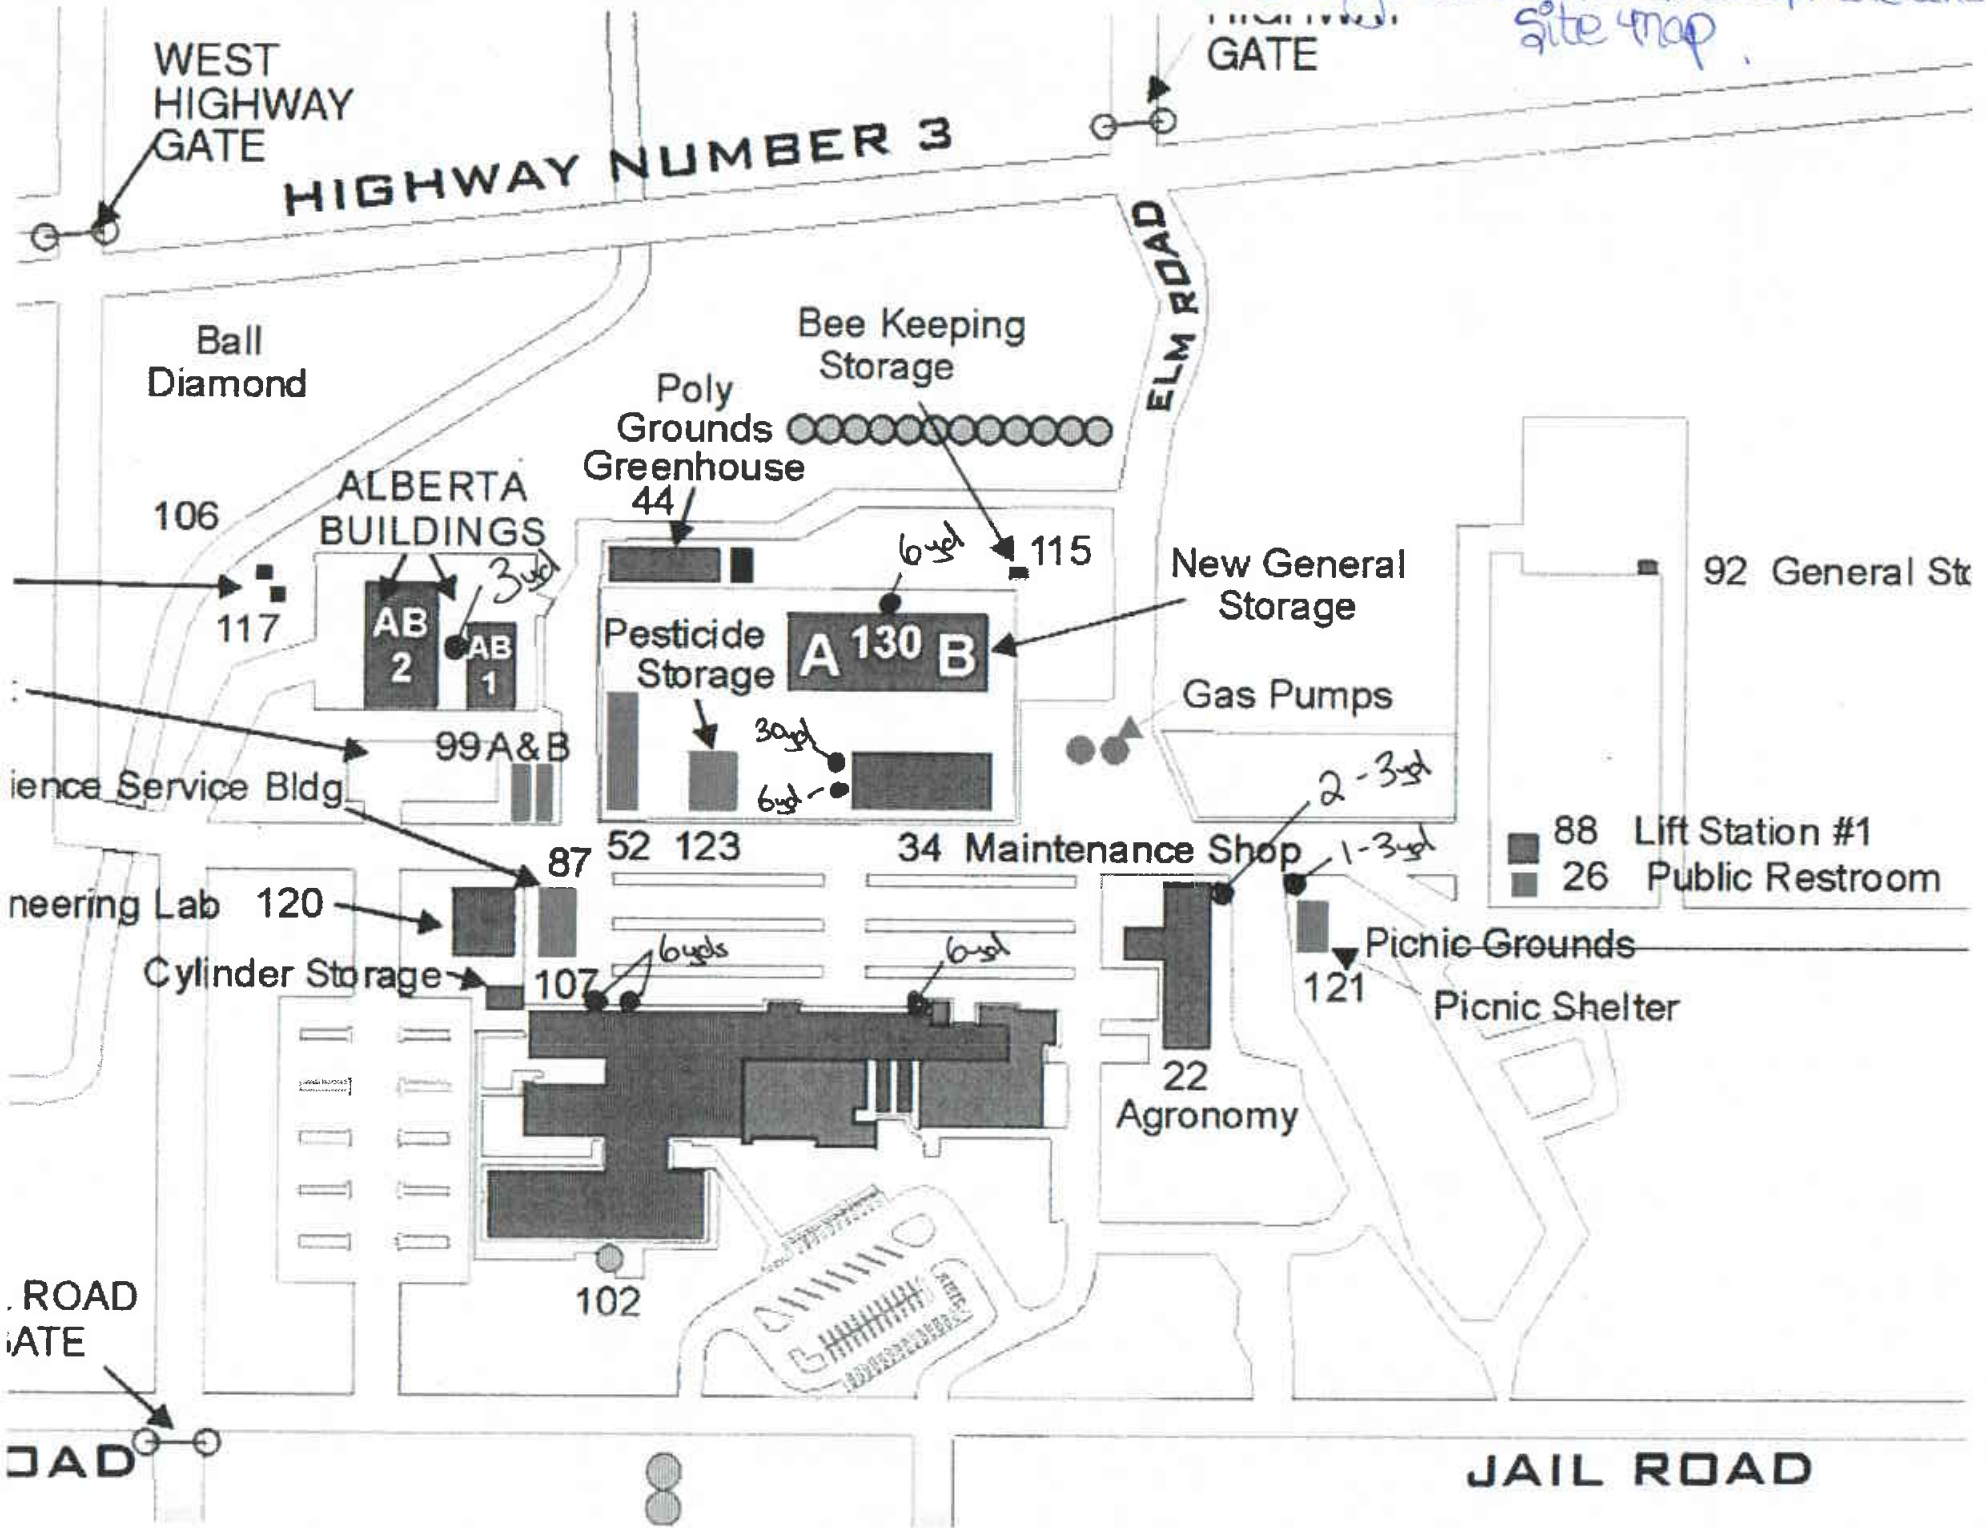 Site map
GATE
WEST
HIGHWAY
GATE
HIGHWAY NUMBER 3
ELM ROAD
Ball
Diamond
Bee Keeping
Storage
Poly
Grounds
Greenhouse
44
106
ALBERTA
BUILDINGS
3yd
6yd
115
New General
Storage
92 General Sto
117
AB
2
AB
1
Pesticide
Storage
A 130 B
Gas Pumps
99 A & B
30yd
6yd
2-3yd
ience Service Bldg
87
52
123
34 Maintenance Shop
1-3yd
88 Lift Station #1
26 Public Restroom
neering Lab 120
6yds
6yd
Picnic Grounds
Cylinder Storage
107
121
Picnic Shelter
22
Agronomy
102
ROAD
ATE
OAD
JAIL ROAD